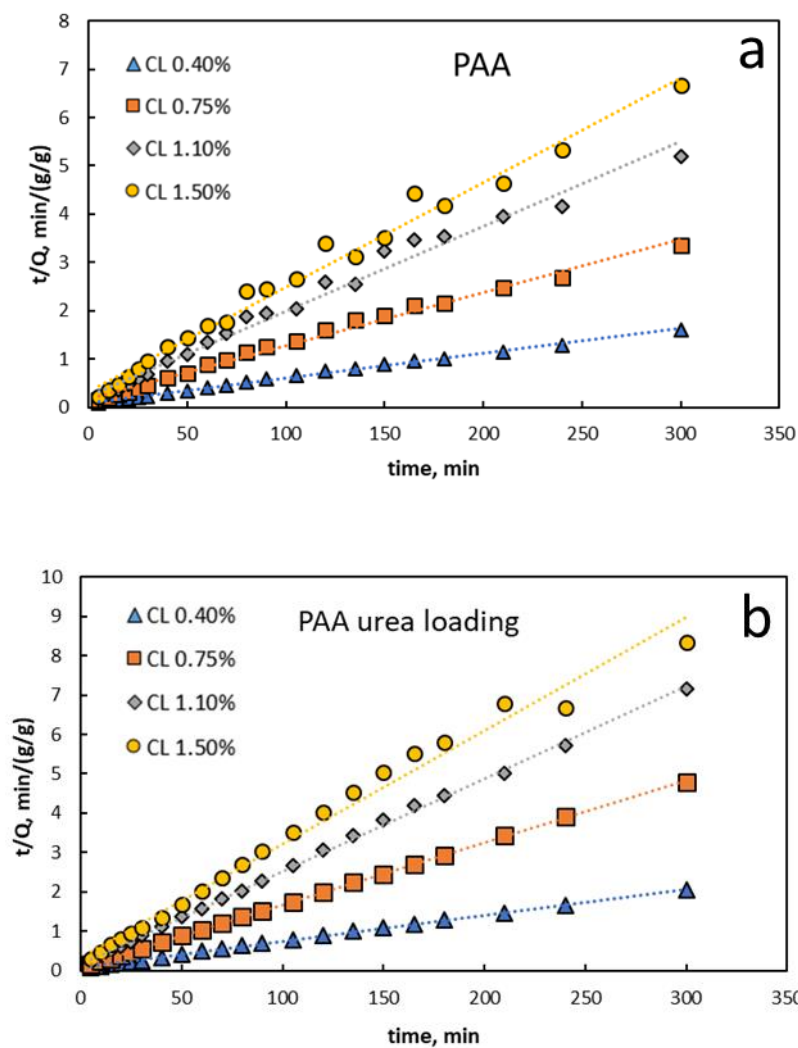 8
7
6
5
4
3
2
1
0
t/Q, min/(g/g)
CL 0.40%
CL 0.75%
CL 1.10%
CL 1.50%
PAA
a
0 50 100 150 200 250 300 350
time, min
10
9
8
7
6
5
4
3
2
1
0
t/Q, min/(g/g)
CL 0.40%
CL 0.75%
CL 1.10%
CL 1.50%
PAA urea loading
b
0 50 100 150 200 250 300 350
time, min